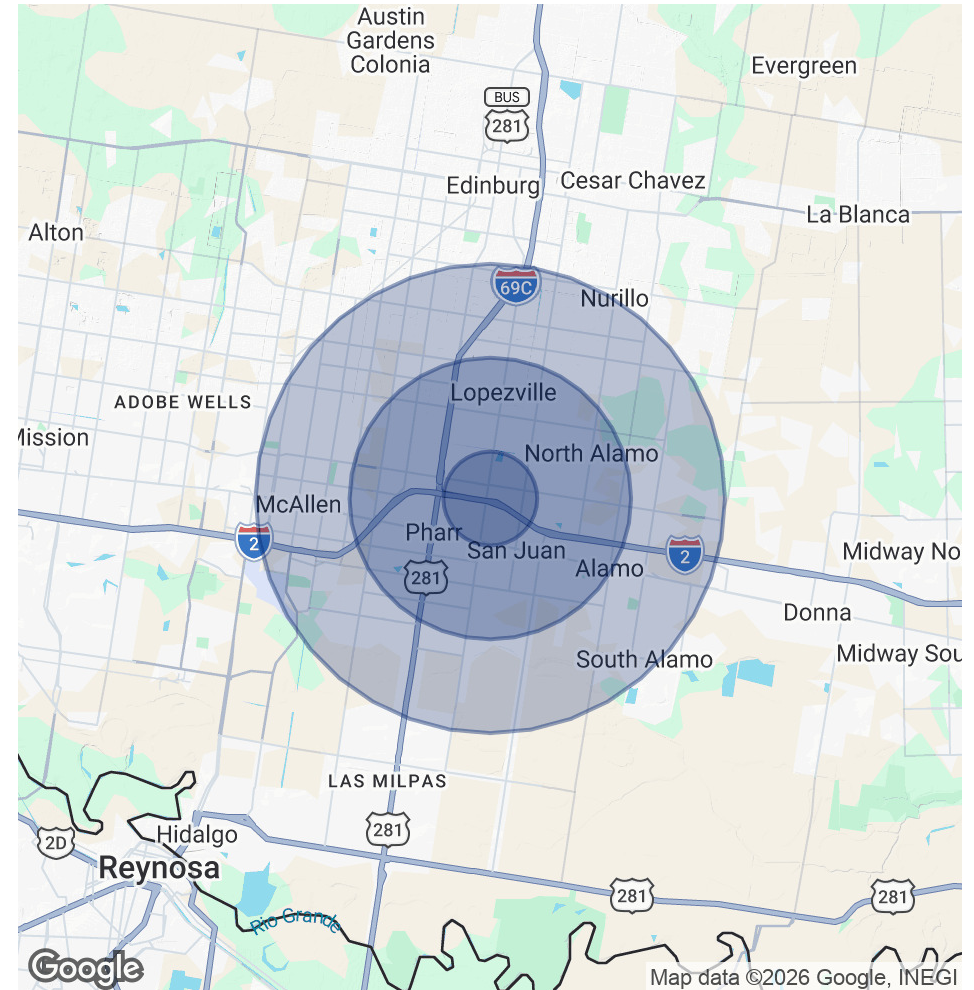 Austin
Gardens
Colonia
Evergreen
BUS
281
Edinburg
Cesar Chavez
La Blanca
Alton
69C
Nurillo
Lopezville
ADOBE WELLS
Mission
North Alamo
McAllen
Pharr
2
San Juan
2
Midway No
281
Alamo
Donna
South Alamo
Midway Sou
LAS MILPAS
281
2D
Hidalgo
Reynosa
281
281
Rio Grande
Google
Map data ©2026 Google, INEGI